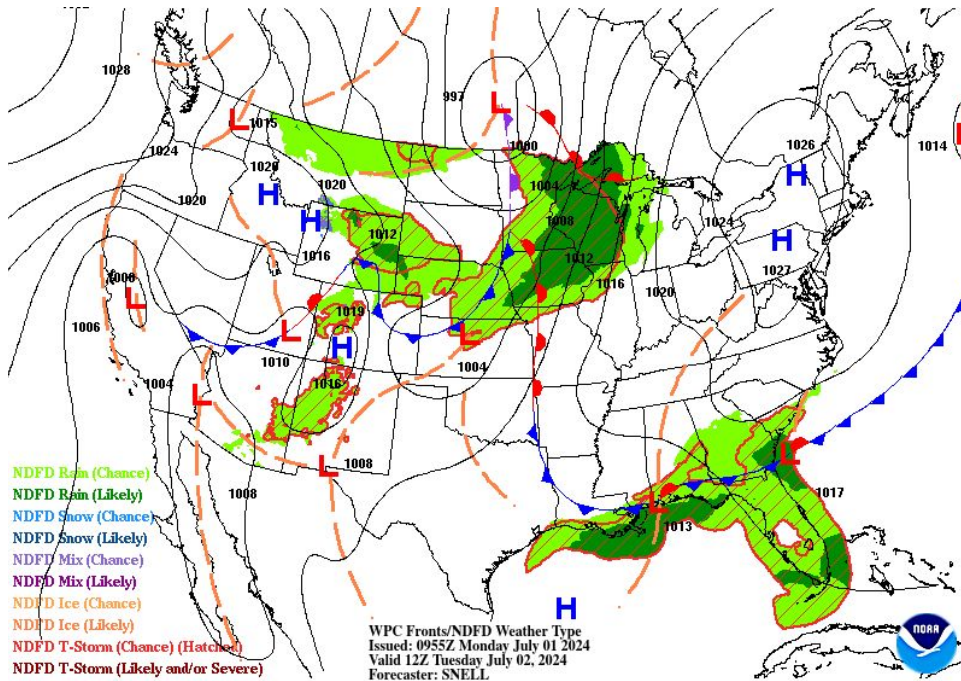 1032
1028
997
1015
1026
1000
1014
1024
1020
1020
1004
1020
1024
1008
1012
1016
1012
1027
1016
1020
1006
1019
1006
1010
1004
1004
1016
1008
1008
1017
1013
L
L
L
L
L
L
L
L
L
L
H
H
H
H
H
H
NDFD Rain (Chance)
NDFD Rain (Likely)
NDFD Snow (Chance)
NDFD Snow (Likely)
NDFD Mix (Chance)
NDFD Mix (Likely)
NDFD Ice (Chance)
NDFD Ice (Likely)
NDFD T-Storm (Chance) (Hatched)
NDFD T-Storm (Likely and/or Severe)
WPC Fronts/NDFD Weather Type
Issued: 0955Z Monday July 01 2024
Valid 12Z Tuesday July 02, 2024
Forecaster: SNELL
NOAA